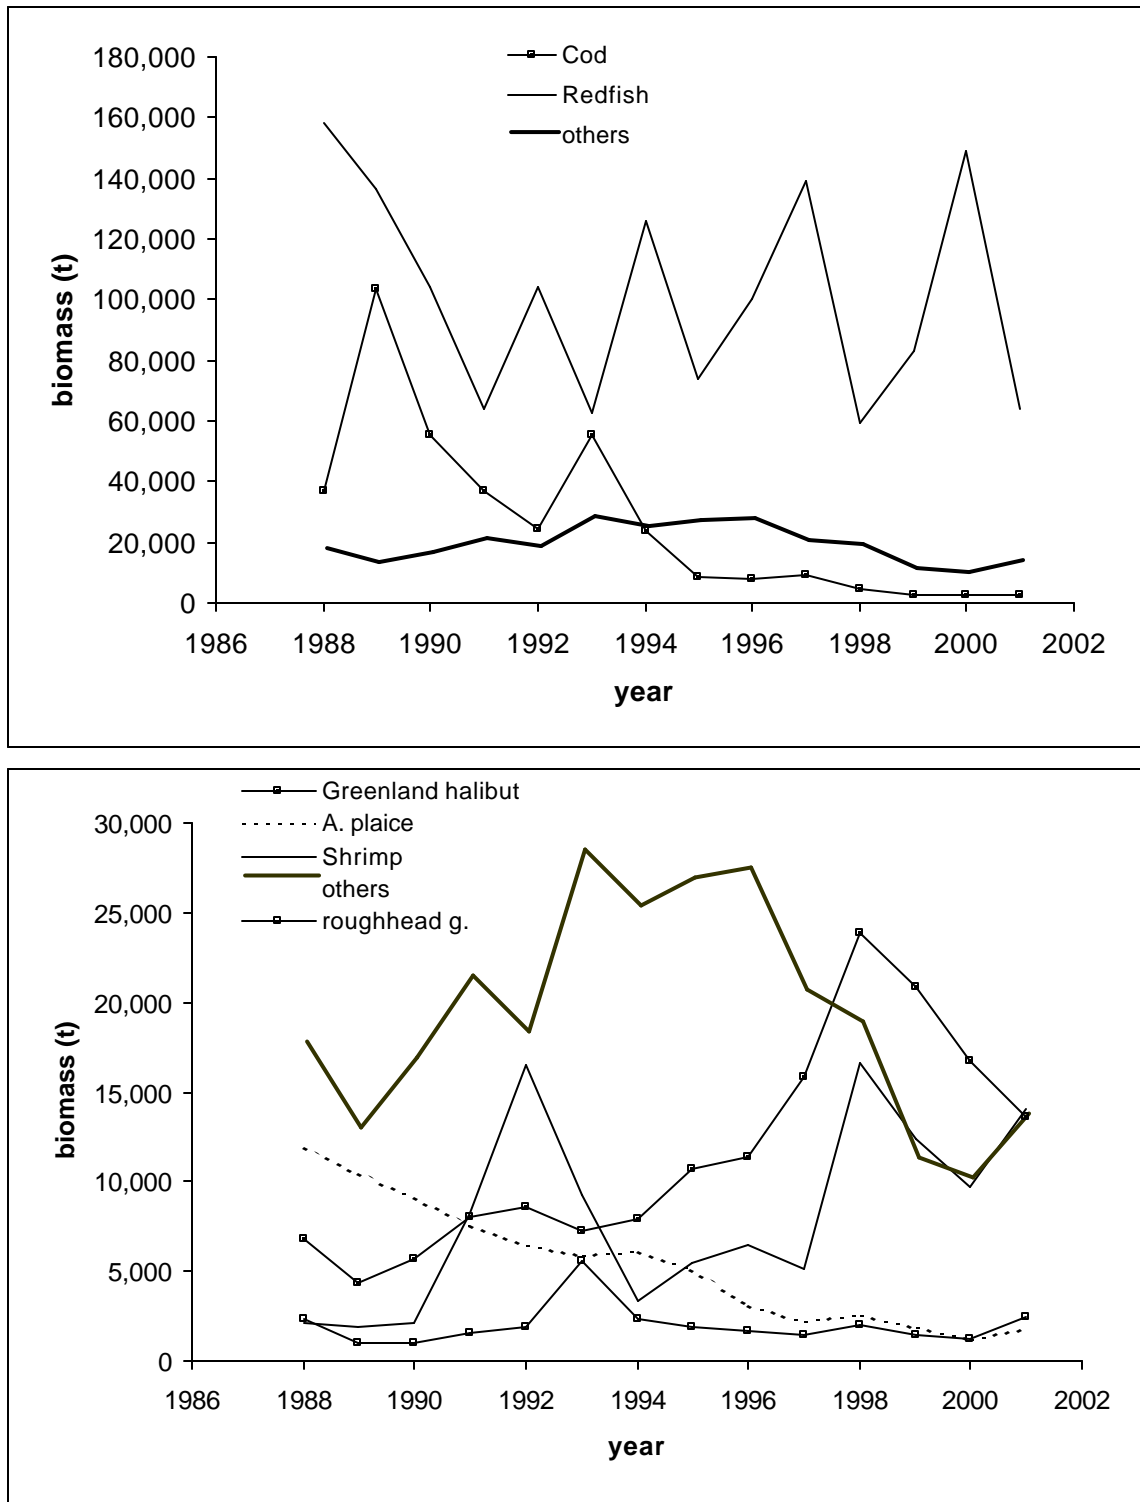 180,000
160,000
140,000
120,000
100,000
80,000
60,000
40,000
20,000
0
biomass (t)
Cod
Redfish
others
1986 1988 1990 1992 1994 1996 1998 2000 2002
year
Greenland halibut
A. plaice
Shrimp
others
roughhead g.
30,000
25,000
20,000
15,000
10,000
5,000
0
biomass (t)
1986 1988 1990 1992 1994 1996 1998 2000 2002
year